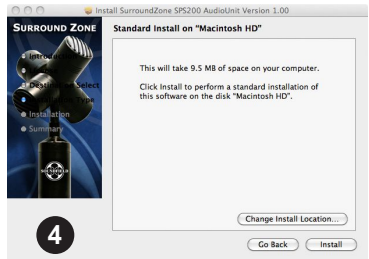 Install SurroundZone SPS200 AudioUnit Version 1.00
SURROUND ZONE
Standard Install on "Macintosh HD"
Introduction
Destination Select
Installation Type
Installation
Summary
This will take 9.5 MB of space on your computer.
Click Install to perform a standard installation of
this software on the disk "Macintosh HD".
SOUNDFIELD
Change Install Location...
4
Go Back
Install